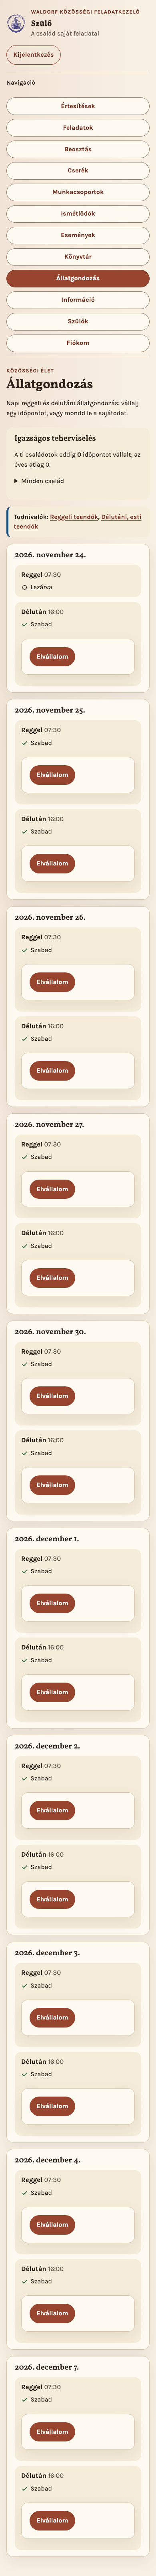 WALDORF KÖZÖSSÉGI FELADATKEZELŐ
Szülő
A család saját feladatai
Kijelentkezés
Navigáció
Értesítések
Feladatok
Beosztás
Cserék
Munkacsoportok
Ismétlődők
Események
Könyvtár
Állatgondozás
Információ
Szülők
Fiókom
KÖZÖSSÉGI ÉLET
Állatgondozás
Napi reggeli és délutáni állatgondozás: vállalj
egy időpontot, vagy mondd le a sajátodat.
Igazságos teherviselés
A ti családotok eddig 0 időpontot vállalt; az
éves átlag 0.
Minden család
Tudnivalók: Reggeli teendők, Délutáni, esti
teendők
2026. november 24.
Reggel 07:30
Lezárva
Délután 16:00
Szabad
Elvállalom
2026. november 25.
Reggel 07:30
Szabad
Elvállalom
Délután 16:00
Szabad
Elvállalom
2026. november 26.
Reggel 07:30
Szabad
Elvállalom
Délután 16:00
Szabad
Elvállalom
2026. november 27.
Reggel 07:30
Szabad
Elvállalom
Délután 16:00
Szabad
Elvállalom
2026. november 30.
Reggel 07:30
Szabad
Elvállalom
Délután 16:00
Szabad
Elvállalom
2026. december 1.
Reggel 07:30
Szabad
Elvállalom
Délután 16:00
Szabad
Elvállalom
2026. december 2.
Reggel 07:30
Szabad
Elvállalom
Délután 16:00
Szabad
Elvállalom
2026. december 3.
Reggel 07:30
Szabad
Elvállalom
Délután 16:00
Szabad
Elvállalom
2026. december 4.
Reggel 07:30
Szabad
Elvállalom
Délután 16:00
Szabad
Elvállalom
2026. december 7.
Reggel 07:30
Szabad
Elvállalom
Délután 16:00
Szabad
Elvállalom